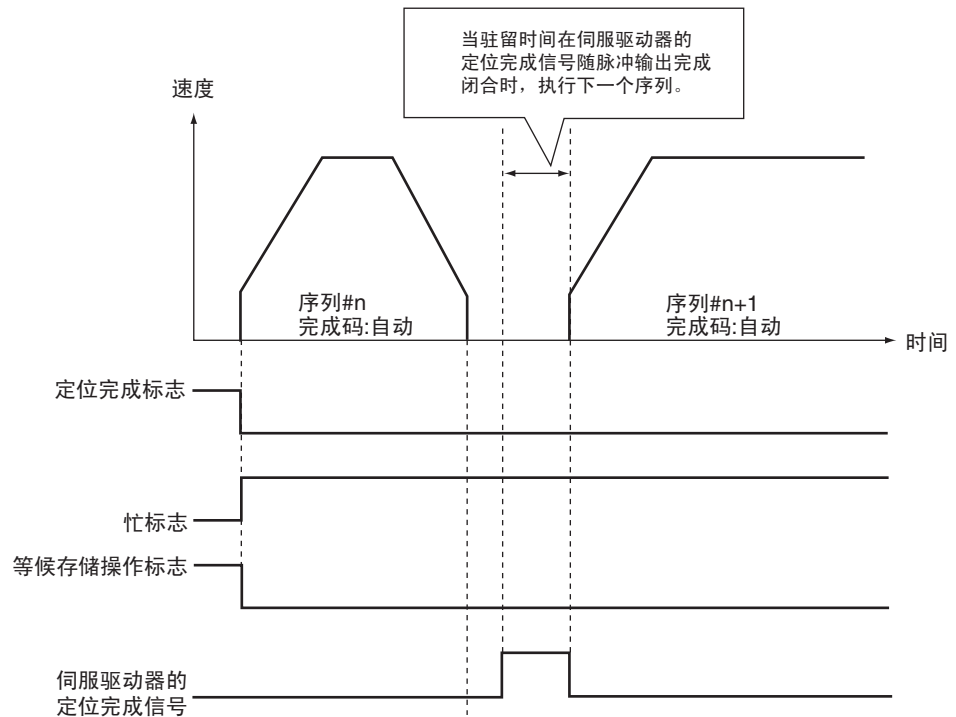 当驻留时间在伺服驱动器的
定位完成信号随脉冲输出完成
闭合时，执行下一个序列。
速度
序列#n
完成码:自动
序列#n+1
完成码:自动
时间
定位完成标志
忙标志
等候存储操作标志
伺服驱动器的
定位完成信号